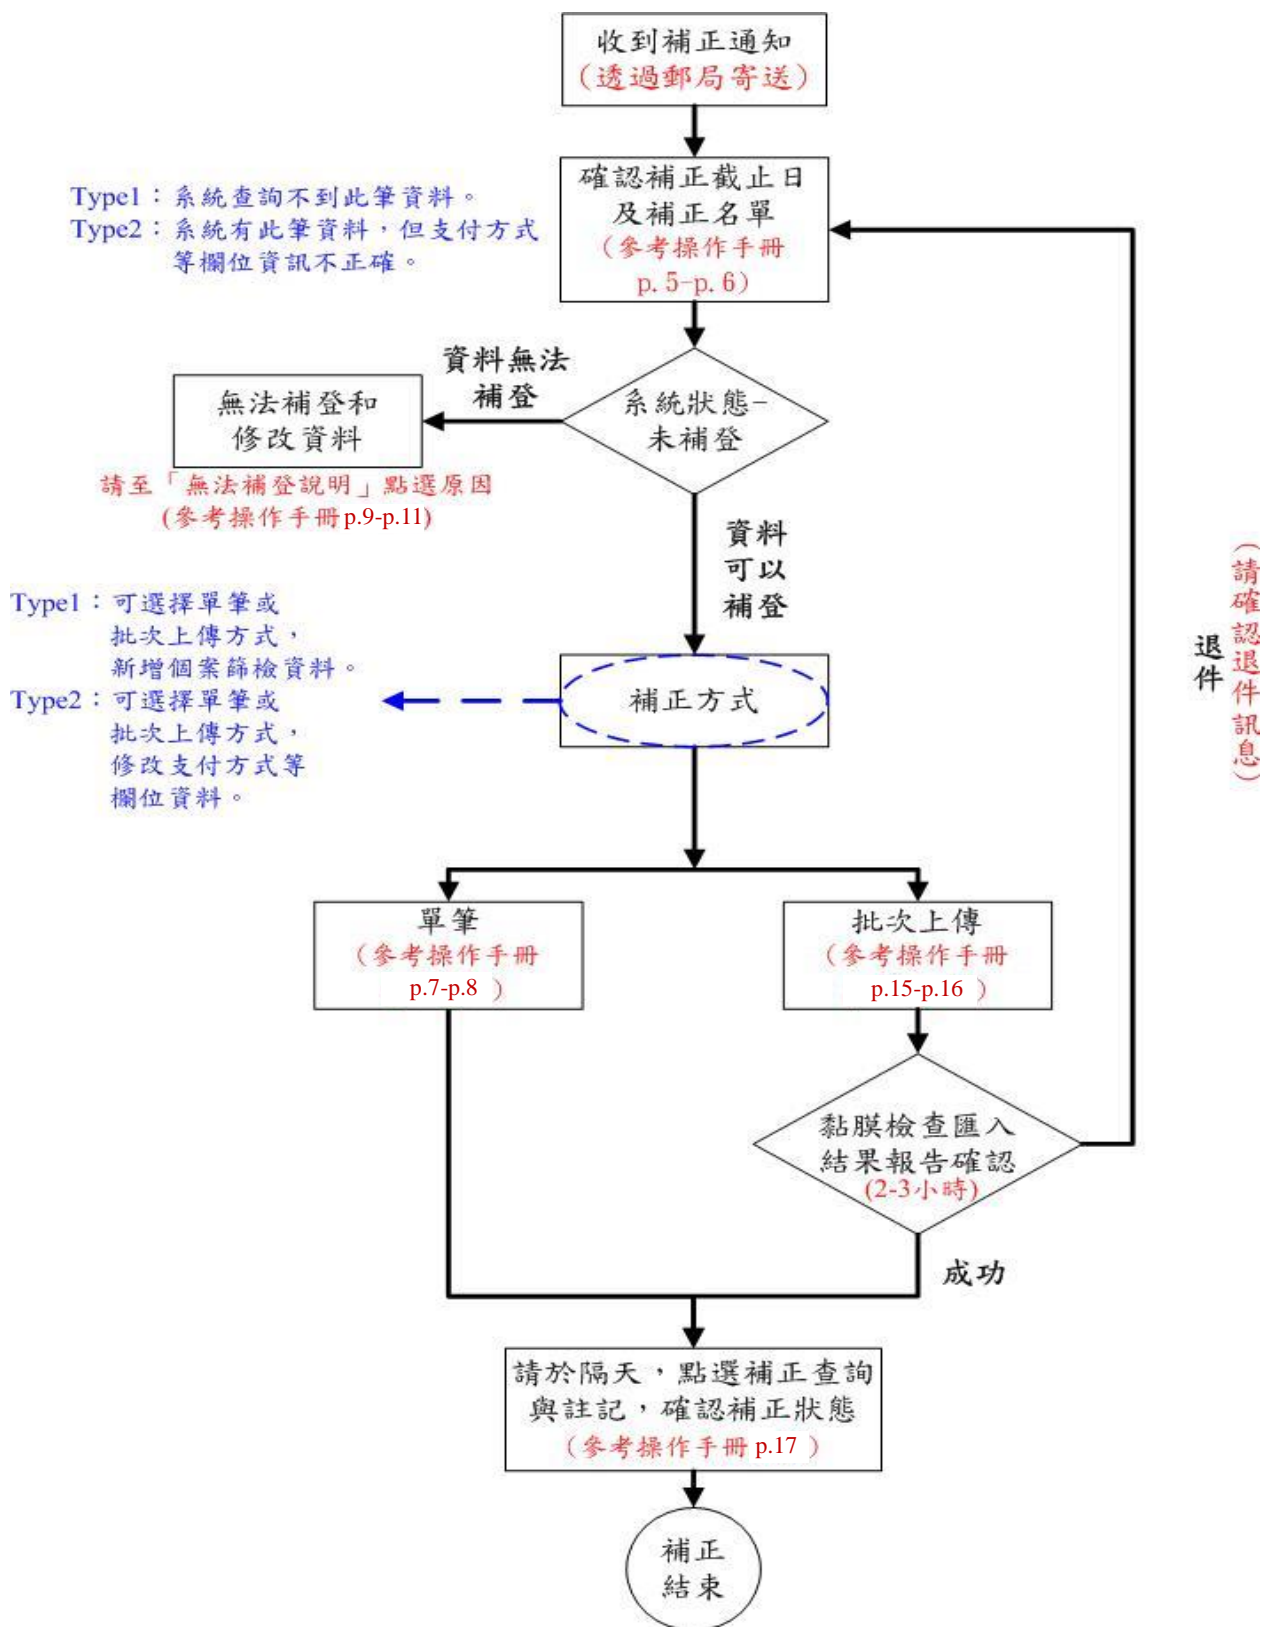 收到補正通知
(透過郵局寄送)
Type1：系統查詢不到此筆資料。
Type2：系統有此筆資料，但支付方式
等欄位資訊不正確。
確認補正截止日
及補正名單
(參考操作手冊
p.5-p.6)
資料無法
補登
無法補登和
修改資料
系統狀態-
未補登
請至「無法補登說明」點選原因
(參考操作手冊p.9-p.11)
資料
可以
補登
Type1：可選擇單筆或
批次上傳方式，
新增個案篩檢資料。
Type2：可選擇單筆或
批次上傳方式，
修改支付方式等
欄位資料。
補正方式
退件
(請確認退件訊息)
單筆
(參考操作手冊
p.7-p.8 )
批次上傳
(參考操作手冊
p.15-p.16 )
黏膜檢查匯入
結果報告確認
(2-3小時)
成功
請於隔天，點選補正查詢
與註記，確認補正狀態
(參考操作手冊 p.17 )
補正
結束